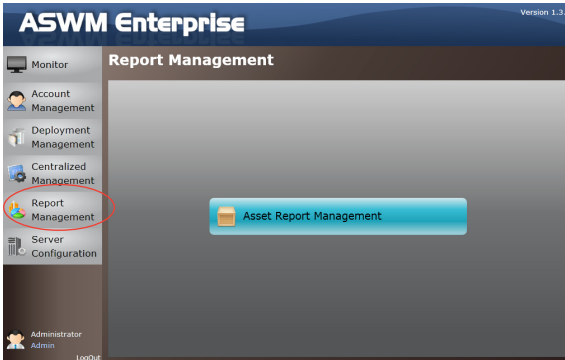 ASWM Enterprise
Version 1.3.
Monitor
Report Management
Account
Management
Deployment
Management
Centralized
Management
Report
Management
Asset Report Management
Server
Configuration
Administrator
Admin
LogOut